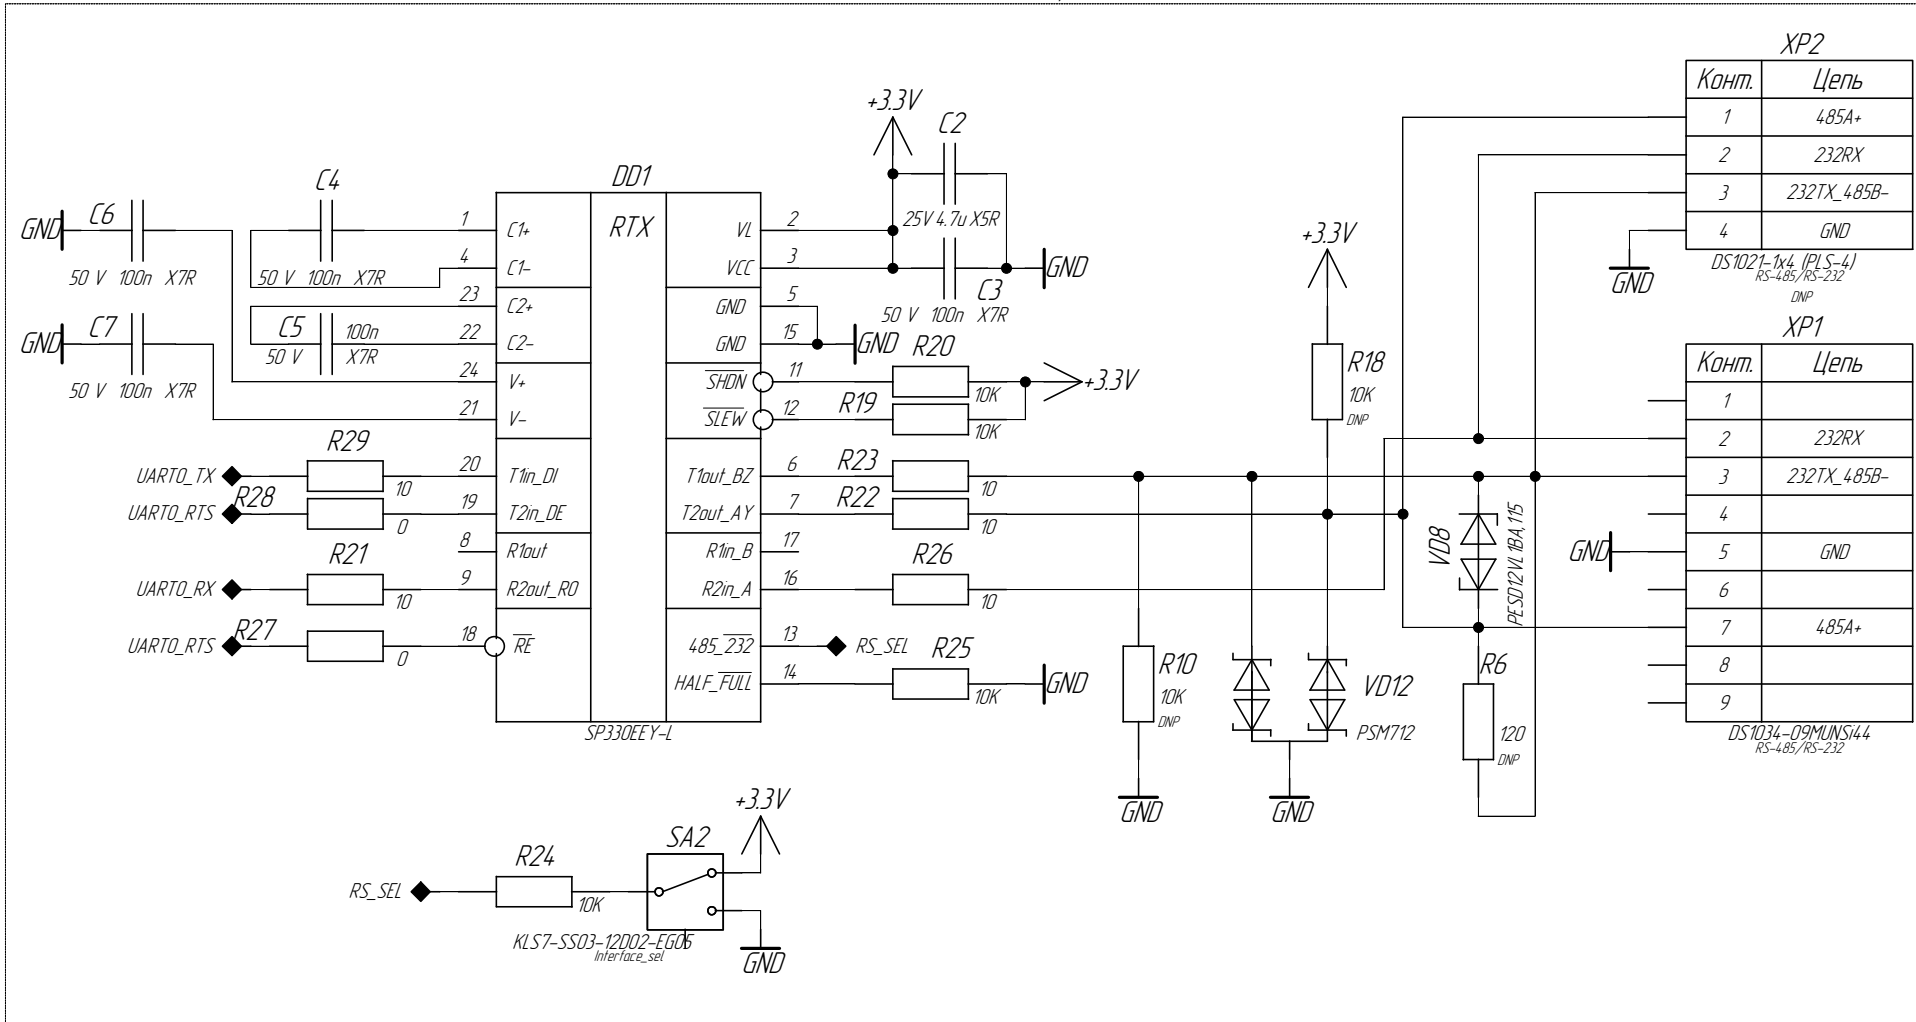 XP2
Конт. Цепь
1 485A+
2 232RX
3 232TX_485B-
4 GND
GND
DS1021-1x4 (PLS-4)
RS-485/RS-232
DNP
XP1
Конт. Цепь
1
2 232RX
3 232TX_485B-
4
5 GND
GND
6
7 485A+
8
9
DS1034-09MUNSi44
RS-485/RS-232
+3.3V
C2
25V 4.7u X5R
C3
50 V 100n X7R
GND
DD1
RTX
C6
GND
50 V 100n X7R
C4
50 V 100n X7R
C7
GND
50 V 100n X7R
C5 100n
50 V X7R
1 C1+
4 C1-
23 C2+
22 C2-
24 V+
21 V-
20 T1in_DI
19 T2in_DE
8 R1out
9 R2out_RO
18 RE
VL 2
VCC 3
GND 5
GND 15
GND
SHDN 11
SLEW 12
T1out_BZ 6
T2out_AY 7
R1in_B 17
R2in_A 16
485_232 13
HALF_FULL 14
SP330EEY-L
UART0_TX
R29
10
UART0_RTS
R28
0
UART0_RX
R21
10
UART0_RTS
R27
0
R20
10K
+3.3V
R19
10K
R23
10
R22
10
R26
10
RS_SEL
R25
10K
GND
+3.3V
R18
10K
DNP
R10
10K
DNP
GND
VD12
PSM712
GND
VD8
PESD12VL1BA,115
R6
120
DNP
+3.3V
SA2
R24
RS_SEL
10K
KLS7-SS03-12D02-EG05
Interface_sel
GND